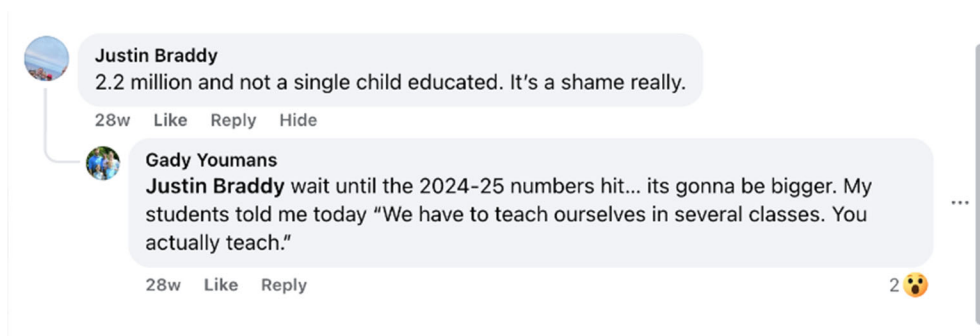 Justin Braddy
2.2 million and not a single child educated. It’s a shame really.
28w Like Reply Hide
Gady Youmans
Justin Braddy wait until the 2024-25 numbers hit... its gonna be bigger. My
students told me today “We have to teach ourselves in several classes. You
actually teach.”
28w Like Reply 2